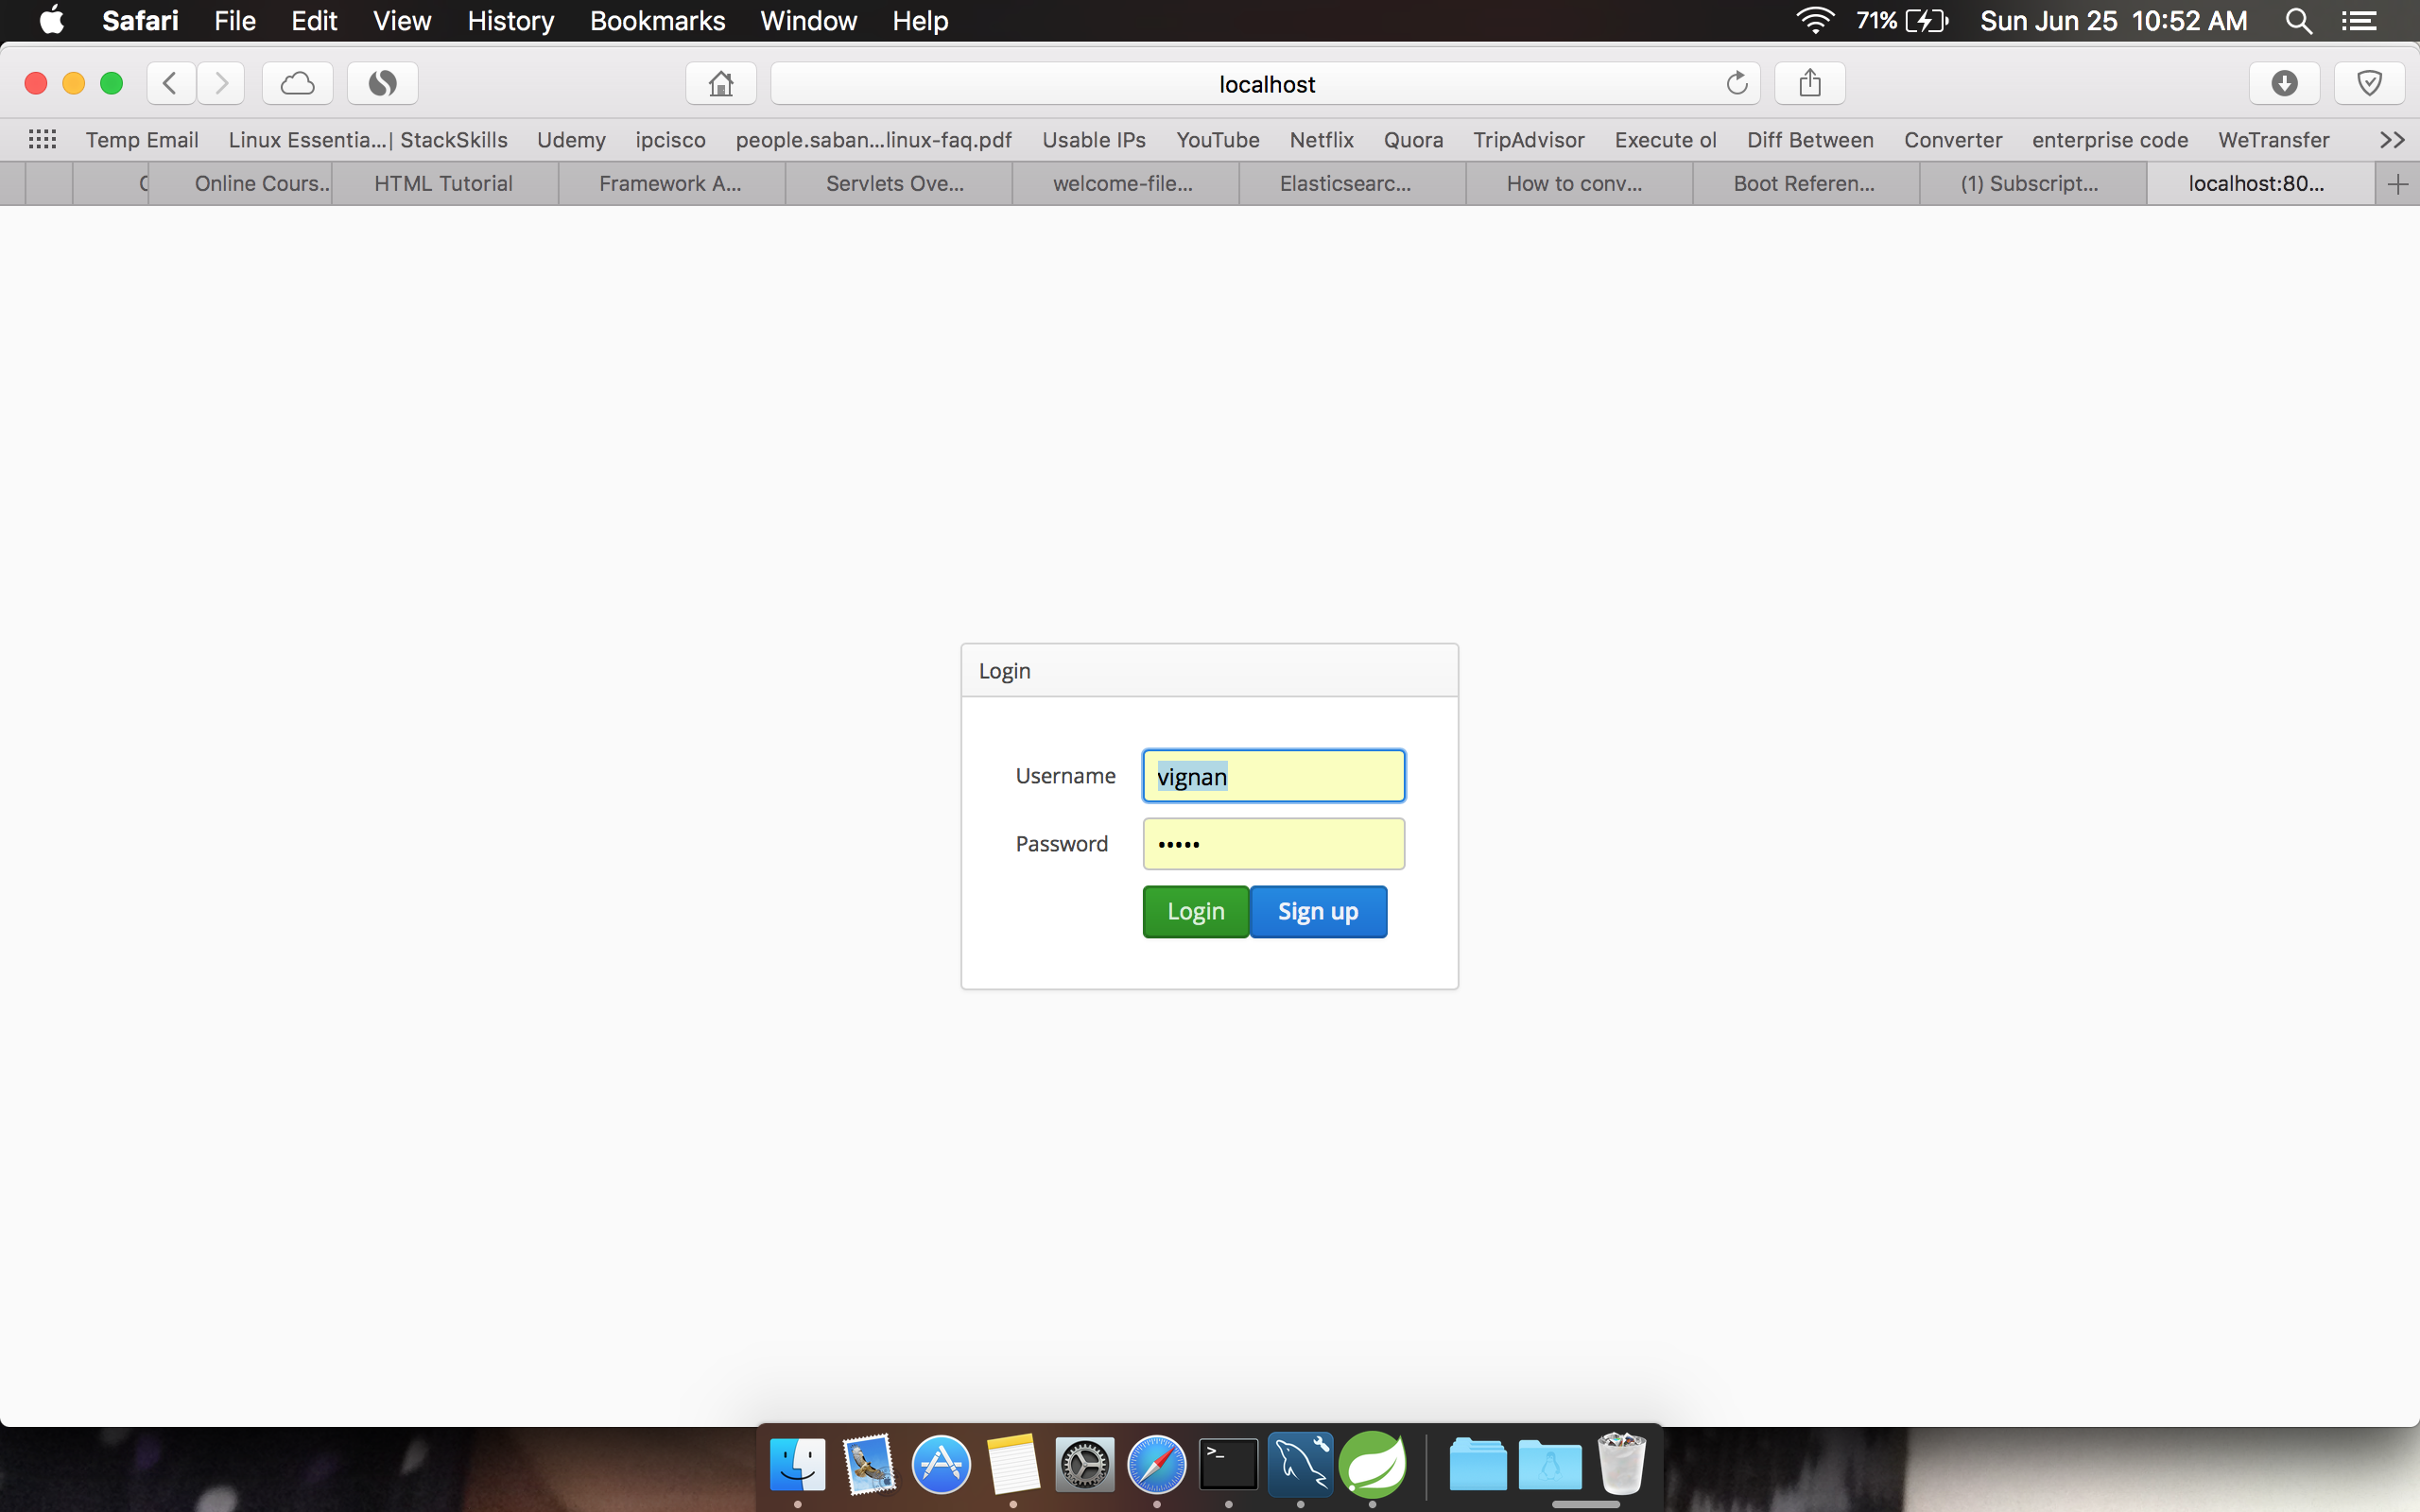 Safari File Edit View History Bookmarks Window Help 71% Sun Jun 25 10:52 AM
localhost
Temp Email Linux Essentia...| StackSkills Udemy ipcisco people.saban...linux-faq.pdf Usable IPs YouTube Netflix Quora TripAdvisor Execute ol Diff Between Converter enterprise code WeTransfer >>
Online Cours... HTML Tutorial Framework A... Servlets Ove... welcome-file... Elasticsearc... How to conv... Boot Referen... (1) Subscript... localhost:80... +
Login
Username vignan
Password •••••
Login Sign up